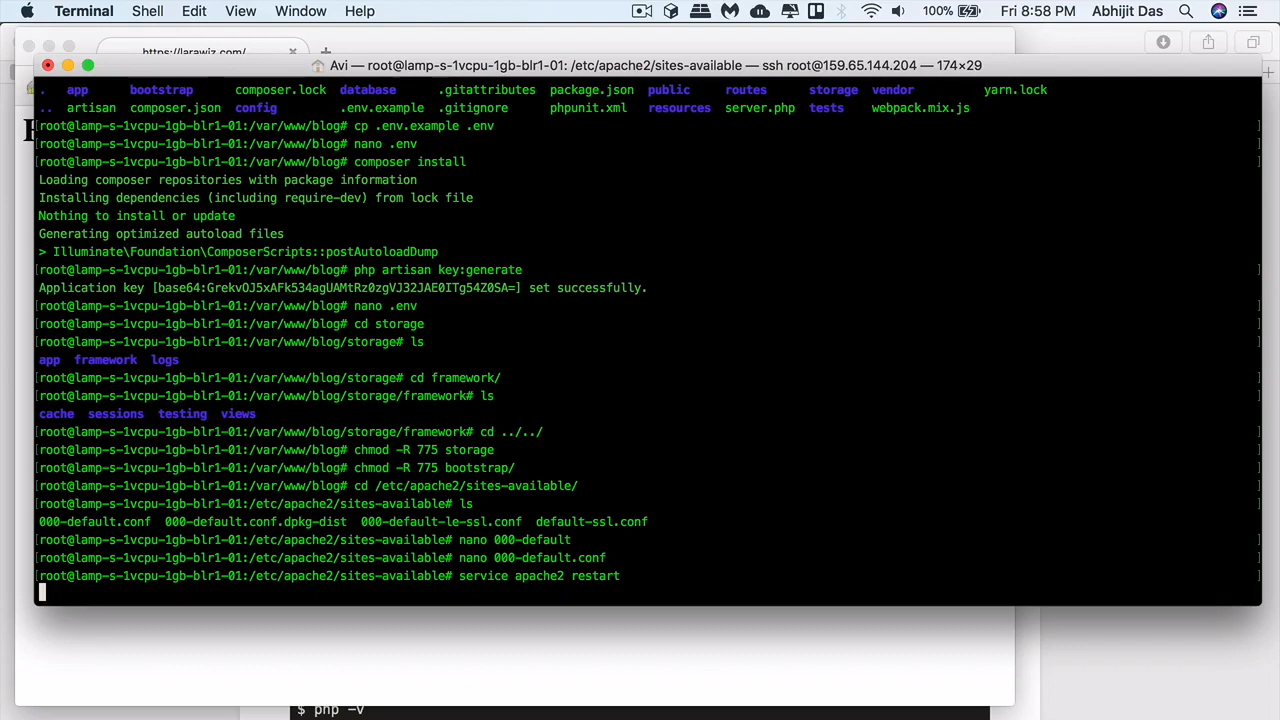 Terminal Shell Edit View Window Help 100% Fri 8:58 PM Abhijit Das
https://larawiz.com/
Avi — root@lamp-s-1vcpu-1gb-blr1-01: /etc/apache2/sites-available — ssh root@159.65.144.204 — 174×29
. app bootstrap composer.lock database .gitattributes package.json public routes storage vendor yarn.lock
.. artisan composer.json config .env.example .gitignore phpunit.xml resources server.php tests webpack.mix.js
[root@lamp-s-1vcpu-1gb-blr1-01:/var/www/blog# cp .env.example .env ]
[root@lamp-s-1vcpu-1gb-blr1-01:/var/www/blog# nano .env ]
[root@lamp-s-1vcpu-1gb-blr1-01:/var/www/blog# composer install ]
Loading composer repositories with package information
Installing dependencies (including require-dev) from lock file
Nothing to install or update
Generating optimized autoload files
> Illuminate\Foundation\ComposerScripts::postAutoloadDump
[root@lamp-s-1vcpu-1gb-blr1-01:/var/www/blog# php artisan key:generate ]
Application key [base64:GrekvOJ5xAFk534agUAMtRz0zgVJ32JAE0ITg54Z0SA=] set successfully.
[root@lamp-s-1vcpu-1gb-blr1-01:/var/www/blog# nano .env ]
[root@lamp-s-1vcpu-1gb-blr1-01:/var/www/blog# cd storage ]
[root@lamp-s-1vcpu-1gb-blr1-01:/var/www/blog/storage# ls ]
app framework logs
[root@lamp-s-1vcpu-1gb-blr1-01:/var/www/blog/storage# cd framework/ ]
[root@lamp-s-1vcpu-1gb-blr1-01:/var/www/blog/storage/framework# ls ]
cache sessions testing views
[root@lamp-s-1vcpu-1gb-blr1-01:/var/www/blog/storage/framework# cd ../../ ]
[root@lamp-s-1vcpu-1gb-blr1-01:/var/www/blog# chmod -R 775 storage ]
[root@lamp-s-1vcpu-1gb-blr1-01:/var/www/blog# chmod -R 775 bootstrap/ ]
[root@lamp-s-1vcpu-1gb-blr1-01:/var/www/blog# cd /etc/apache2/sites-available/ ]
[root@lamp-s-1vcpu-1gb-blr1-01:/etc/apache2/sites-available# ls ]
000-default.conf 000-default.conf.dpkg-dist 000-default-le-ssl.conf default-ssl.conf
[root@lamp-s-1vcpu-1gb-blr1-01:/etc/apache2/sites-available# nano 000-default ]
[root@lamp-s-1vcpu-1gb-blr1-01:/etc/apache2/sites-available# nano 000-default.conf ]
[root@lamp-s-1vcpu-1gb-blr1-01:/etc/apache2/sites-available# service apache2 restart ]
$ php -v